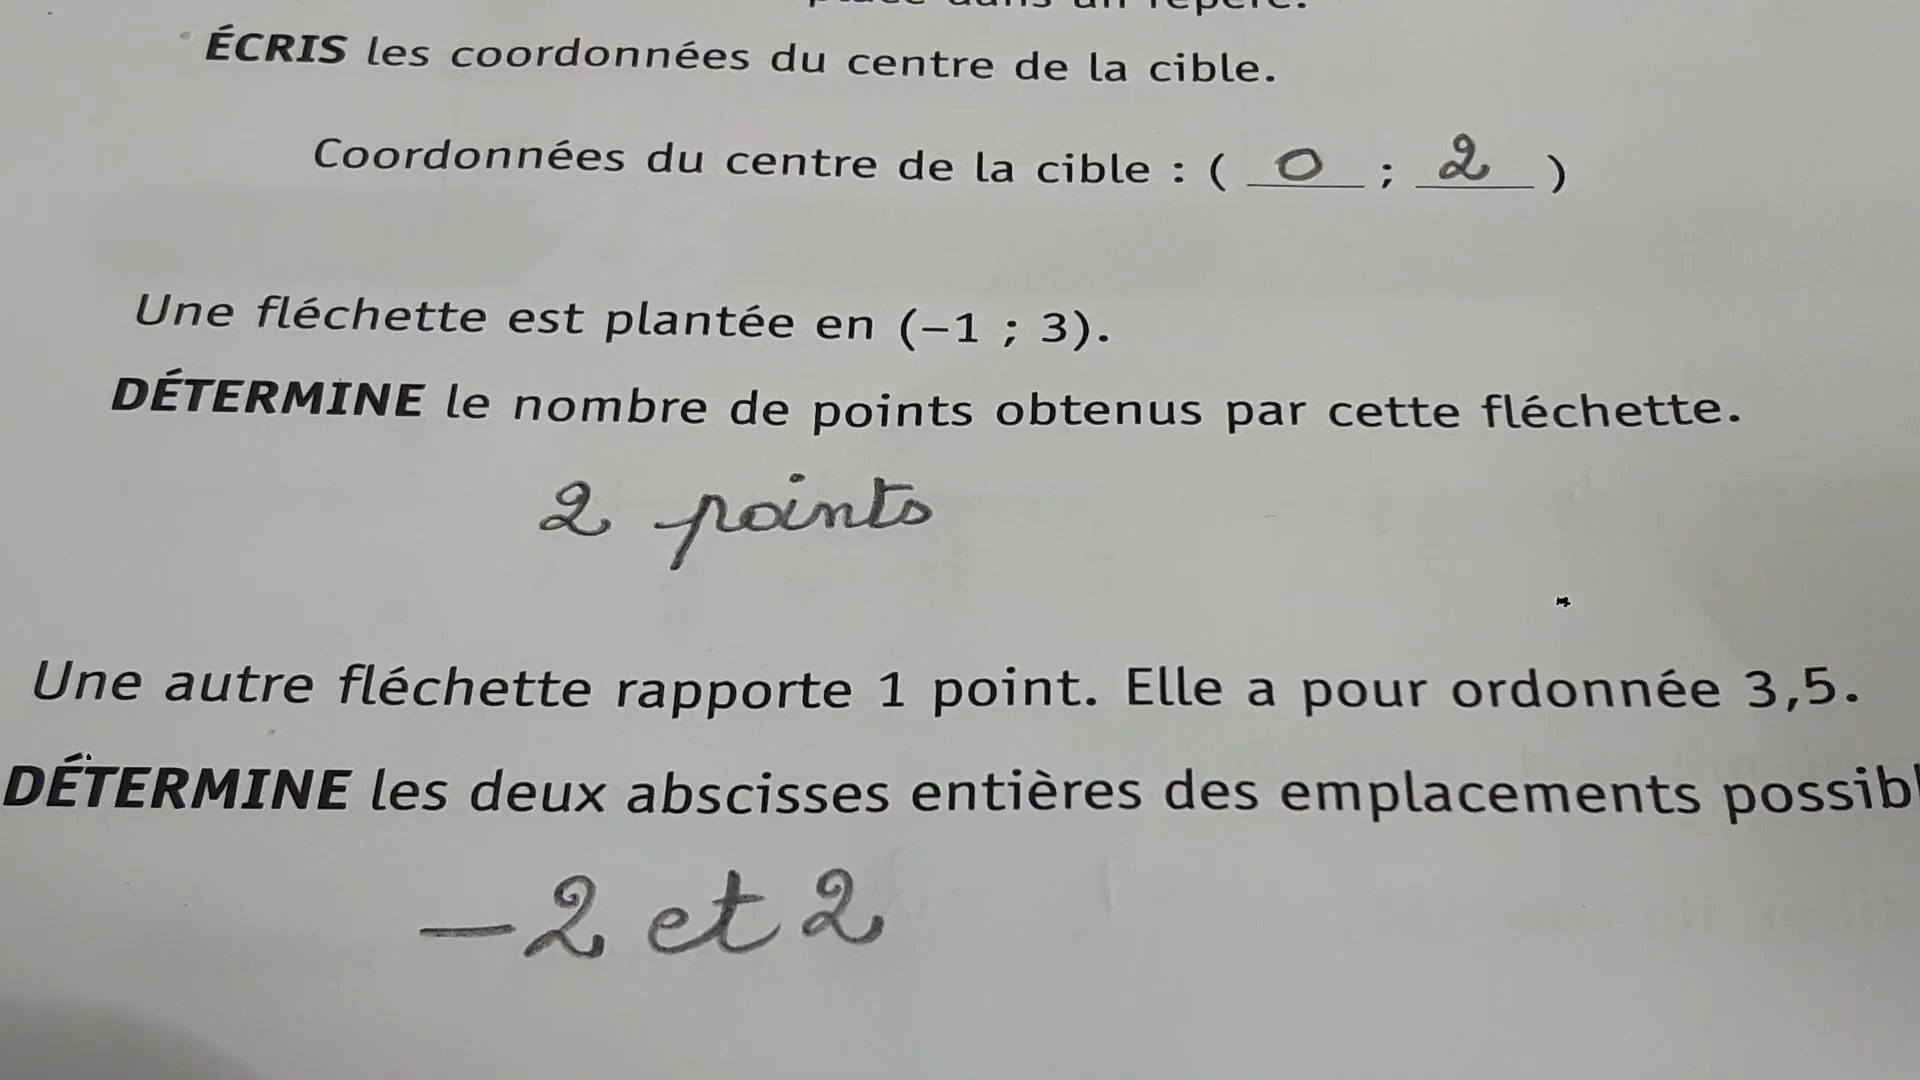 ÉCRIS les coordonnées du centre de la cible.
Coordonnées du centre de la cible : ( 0 ; 2 )
Une fléchette est plantée en (−1 ; 3).
DÉTERMINE le nombre de points obtenus par cette fléchette.
2 points
Une autre fléchette rapporte 1 point. Elle a pour ordonnée 3,5.
DÉTERMINE les deux abscisses entières des emplacements possibl
−2 et 2